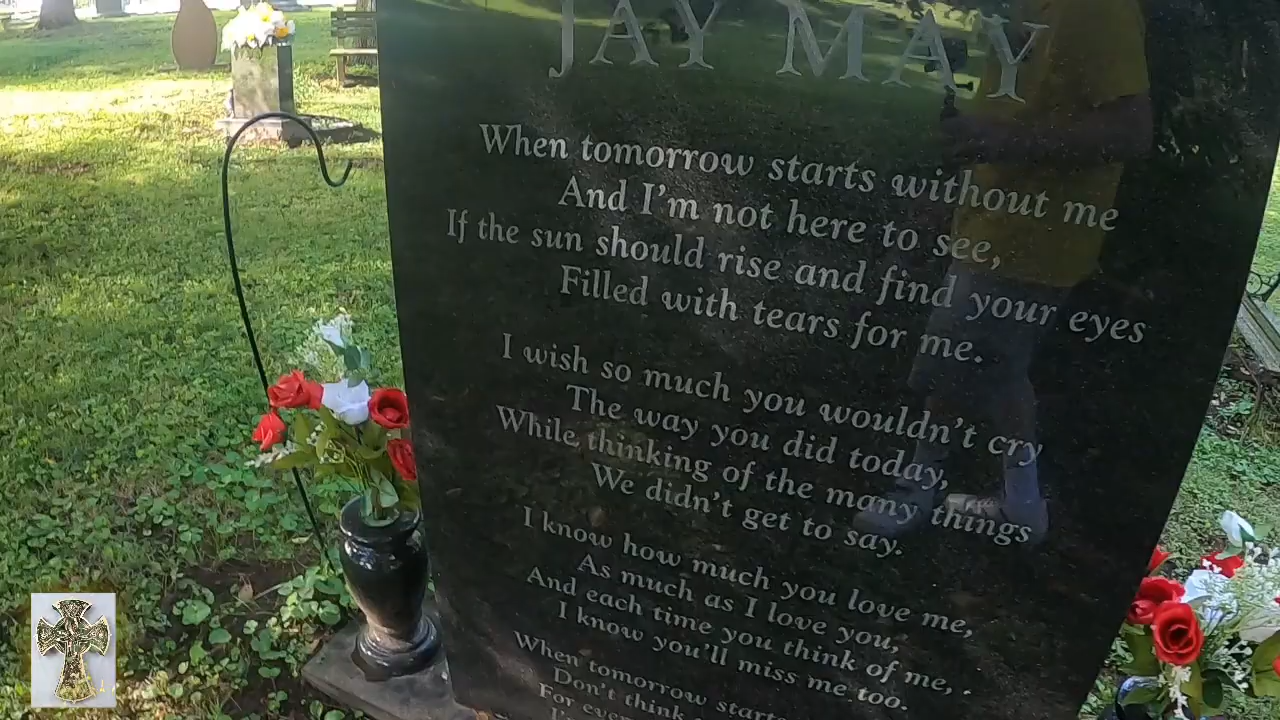 JAY MAY
When tomorrow starts without me
And I'm not here to see,
If the sun should rise and find your eyes
Filled with tears for me.
I wish so much you wouldn't cry
The way you did today,
While thinking of the many things
We didn't get to say.
I know how much you love me,
As much as I love you,
And each time you think of me,
I know you'll miss me too.
When tomorrow starts
Don't think
For